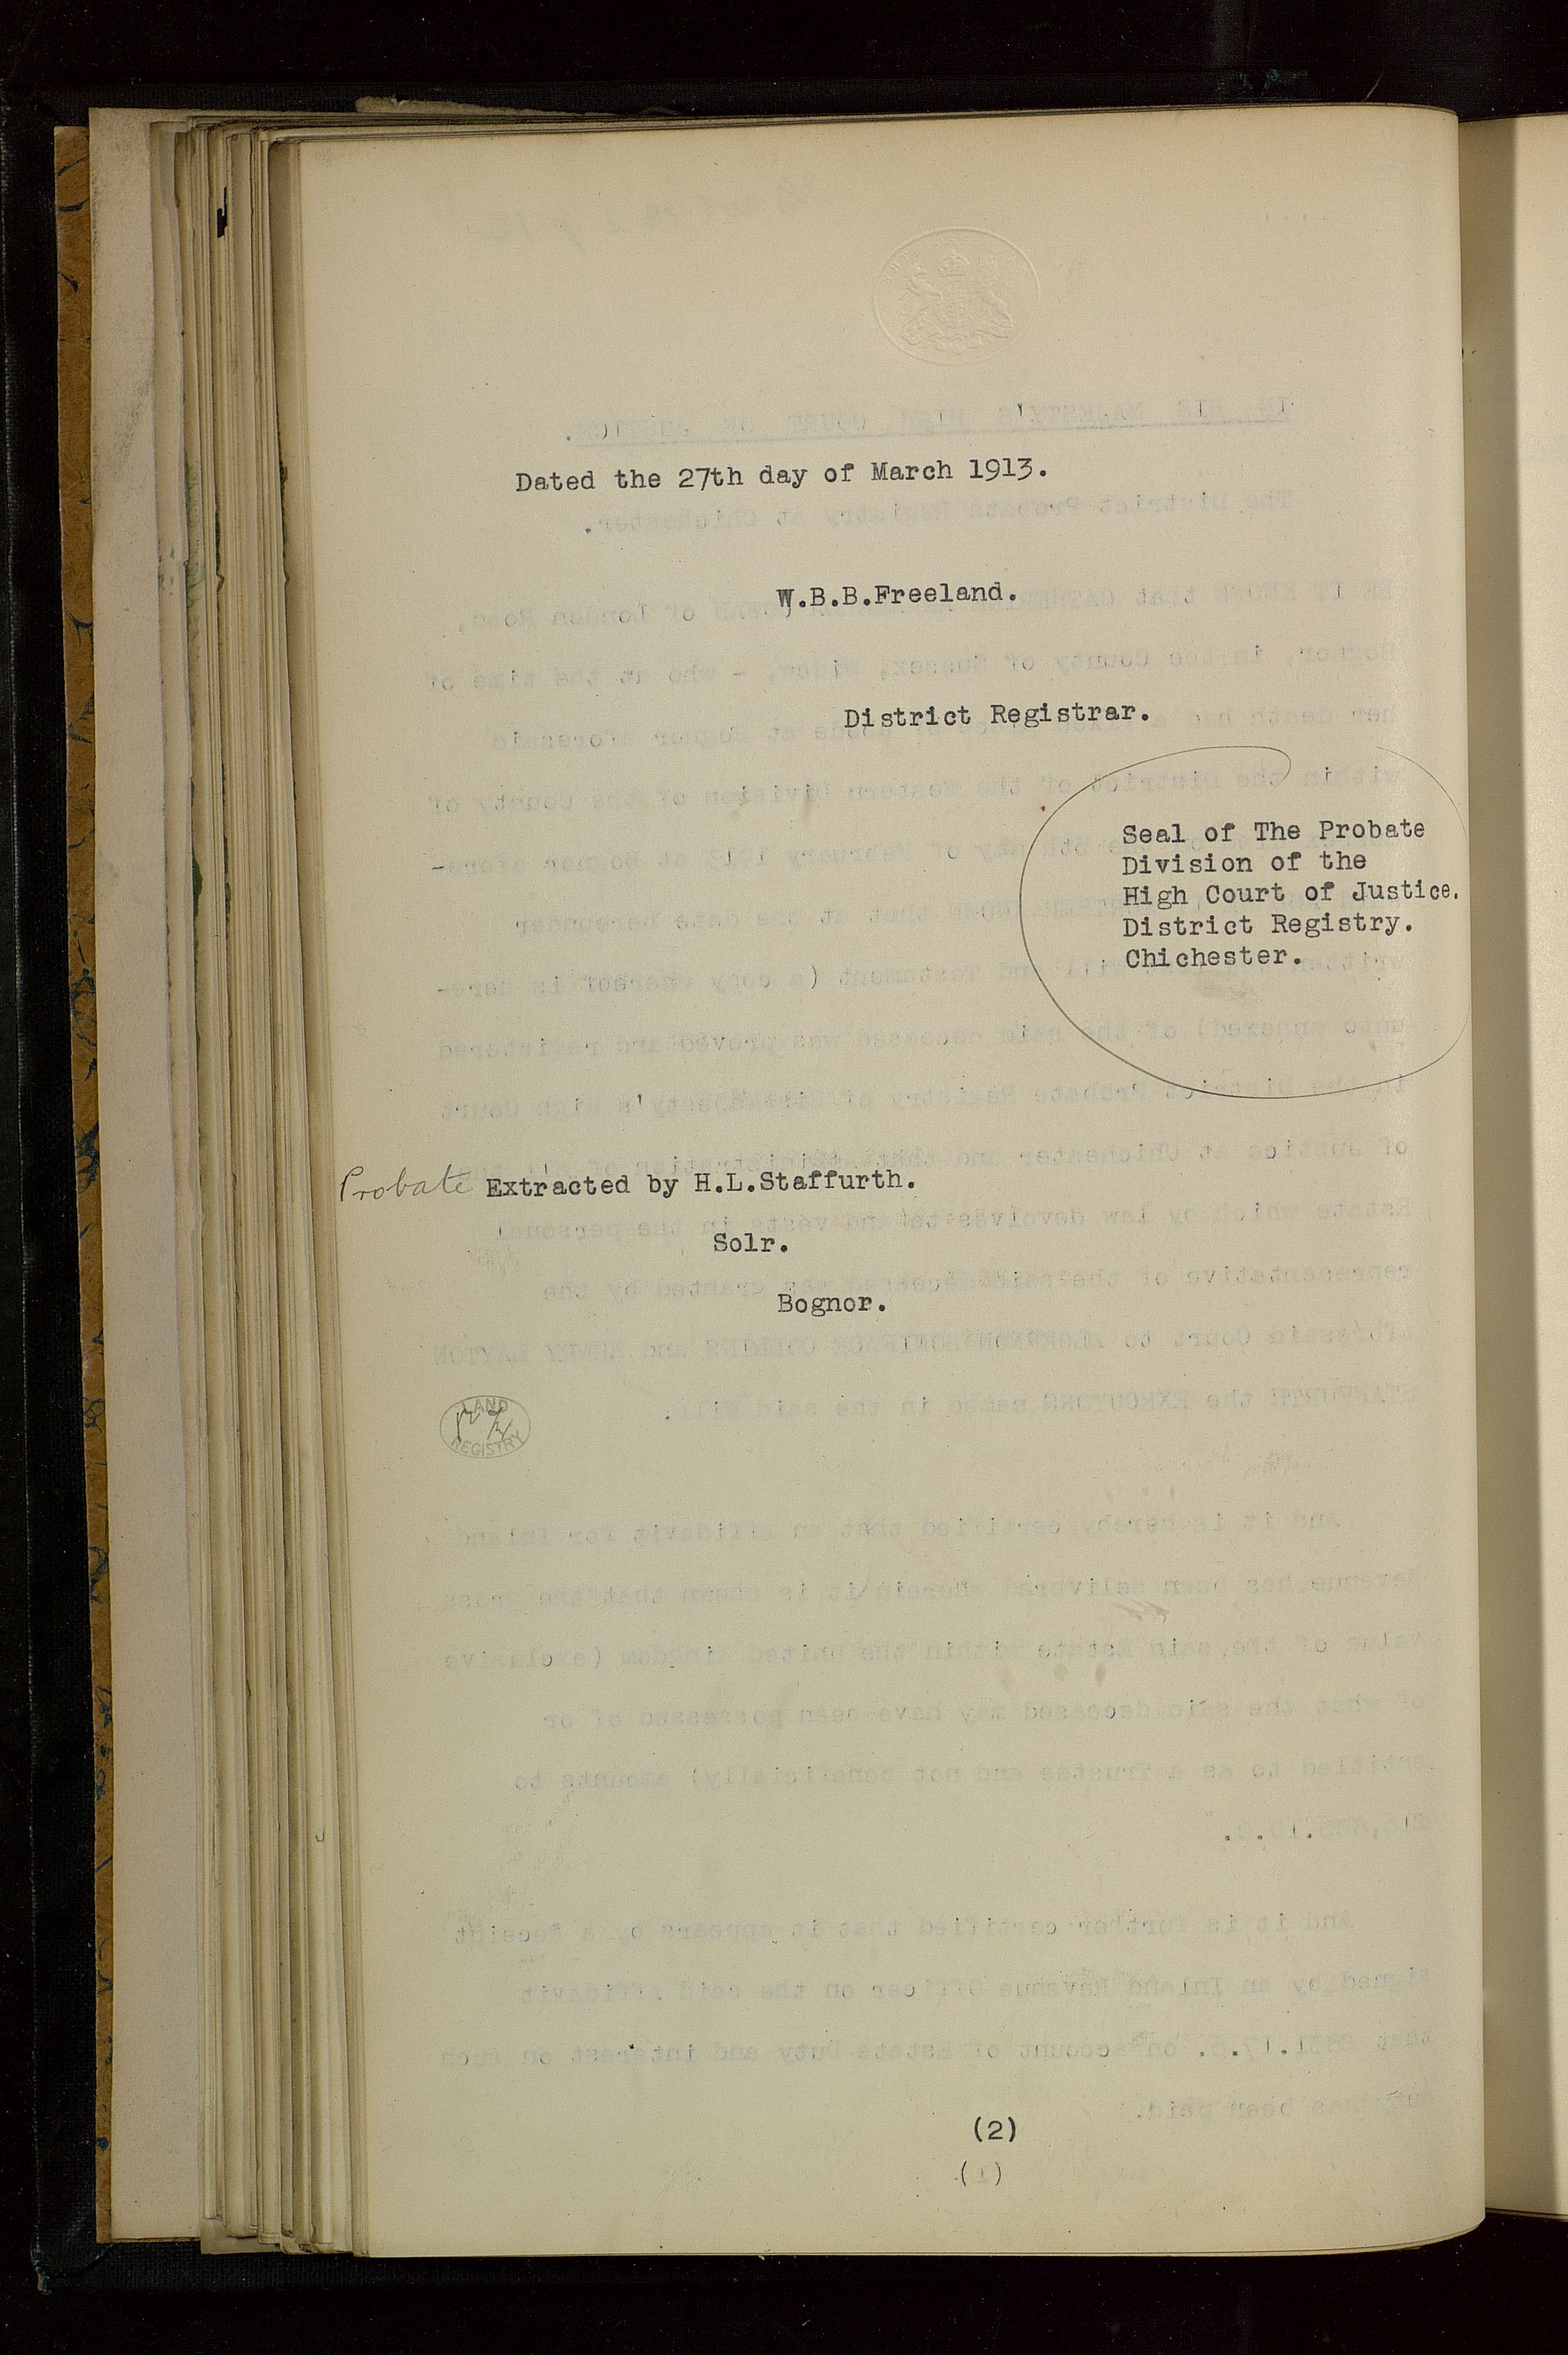 Dated the 27th day of March 1913.
W.B.B.Freeland.
District Registrar.
Seal of The Probate
Division of the
High Court of Justice.
District Registry.
Chichester.
Probate Extracted by H.L.Staffurth.
Solr.
Bognor.
LAND
REGISTRY
(2)